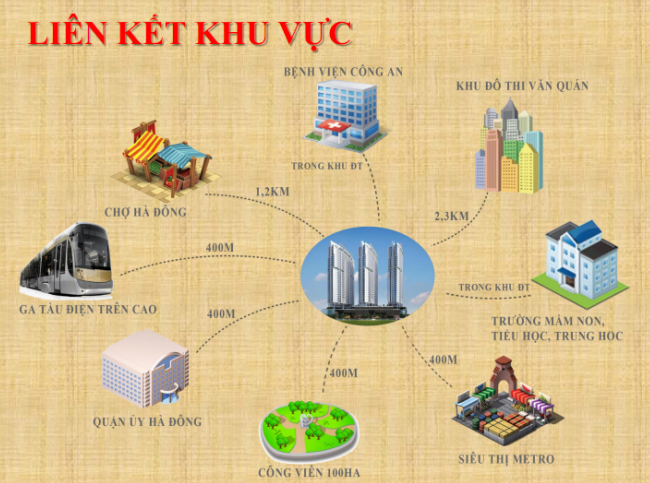 LIÊN KẾT KHU VỰC
BỆNH VIỆN CÔNG AN
KHU ĐÔ THI VĂN QUÁN
TRONG KHU ĐT
CHỢ HÀ ĐÔNG
1,2KM
2,3KM
400M
GA TÀU ĐIỆN TRÊN CAO
TRONG KHU ĐT
TRƯỜNG MẦM NON,
TIỂU HỌC, TRUNG HỌC
400M
QUẬN ỦY HÀ ĐÔNG
400M
400M
CÔNG VIÊN 100HA
SIÊU THỊ METRO